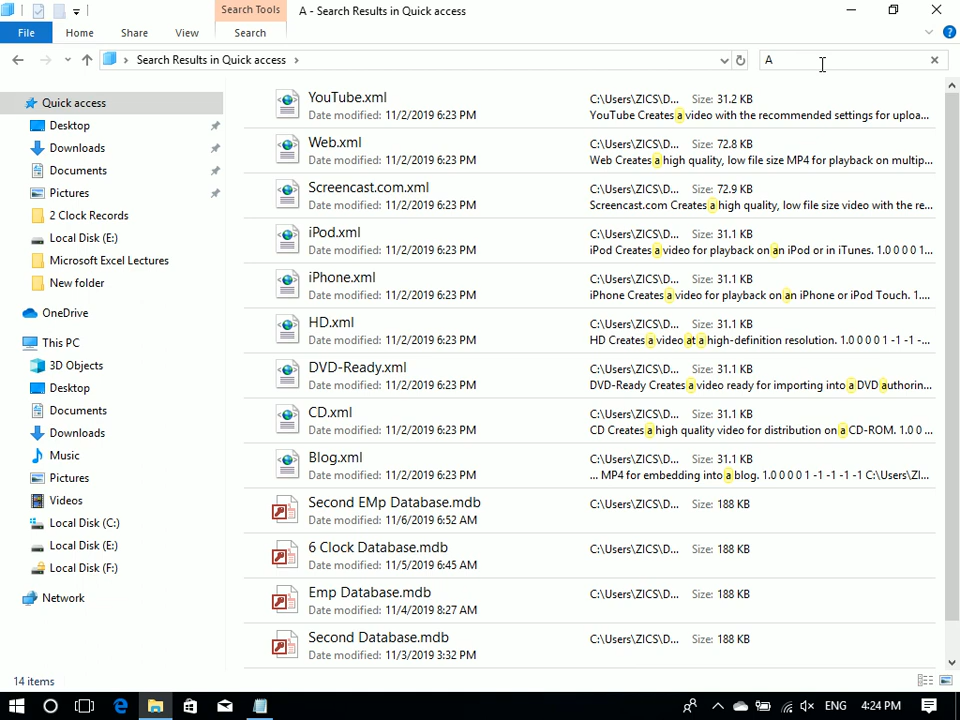 Search Tools
A - Search Results in Quick access
File
Home
Share
View
Search
Search Results in Quick access
A
Quick access
Desktop
Downloads
Documents
Pictures
2 Clock Records
Local Disk (E:)
Microsoft Excel Lectures
New folder
OneDrive
This PC
3D Objects
Desktop
Documents
Downloads
Music
Pictures
Videos
Local Disk (C:)
Local Disk (E:)
Local Disk (F:)
Network
YouTube.xml C:\Users\ZICS\D... Size: 31.2 KB
Date modified: 11/2/2019 6:23 PM YouTube Creates a video with the recommended settings for uploa...
Web.xml C:\Users\ZICS\D... Size: 72.8 KB
Date modified: 11/2/2019 6:23 PM Web Creates a high quality, low file size MP4 for playback on multip...
Screencast.com.xml C:\Users\ZICS\D... Size: 72.9 KB
Date modified: 11/2/2019 6:23 PM Screencast.com Creates a high quality, low file size video with the re...
iPod.xml C:\Users\ZICS\D... Size: 31.1 KB
Date modified: 11/2/2019 6:23 PM iPod Creates a video for playback on an iPod or in iTunes. 1.0 0 0 0 1...
iPhone.xml C:\Users\ZICS\D... Size: 31.1 KB
Date modified: 11/2/2019 6:23 PM iPhone Creates a video for playback on an iPhone or iPod Touch. 1....
HD.xml C:\Users\ZICS\D... Size: 31.1 KB
Date modified: 11/2/2019 6:23 PM HD Creates a video at a high-definition resolution. 1.0 0 0 0 1 -1 -1 -...
DVD-Ready.xml C:\Users\ZICS\D... Size: 31.1 KB
Date modified: 11/2/2019 6:23 PM DVD-Ready Creates a video ready for importing into a DVD authorin...
CD.xml C:\Users\ZICS\D... Size: 31.1 KB
Date modified: 11/2/2019 6:23 PM CD Creates a high quality video for distribution on a CD-ROM. 1.0 0 ...
Blog.xml C:\Users\ZICS\D... Size: 31.1 KB
Date modified: 11/2/2019 6:23 PM ... MP4 for embedding into a blog. 1.0 0 0 0 1 -1 -1 -1 -1 C:\Users\ZI...
Second EMp Database.mdb C:\Users\ZICS\D... Size: 188 KB
Date modified: 11/6/2019 6:52 AM
6 Clock Database.mdb C:\Users\ZICS\D... Size: 188 KB
Date modified: 11/5/2019 6:45 AM
Emp Database.mdb C:\Users\ZICS\D... Size: 188 KB
Date modified: 11/4/2019 8:27 AM
Second Database.mdb C:\Users\ZICS\D... Size: 188 KB
Date modified: 11/3/2019 3:32 PM
14 items
ENG 4:24 PM